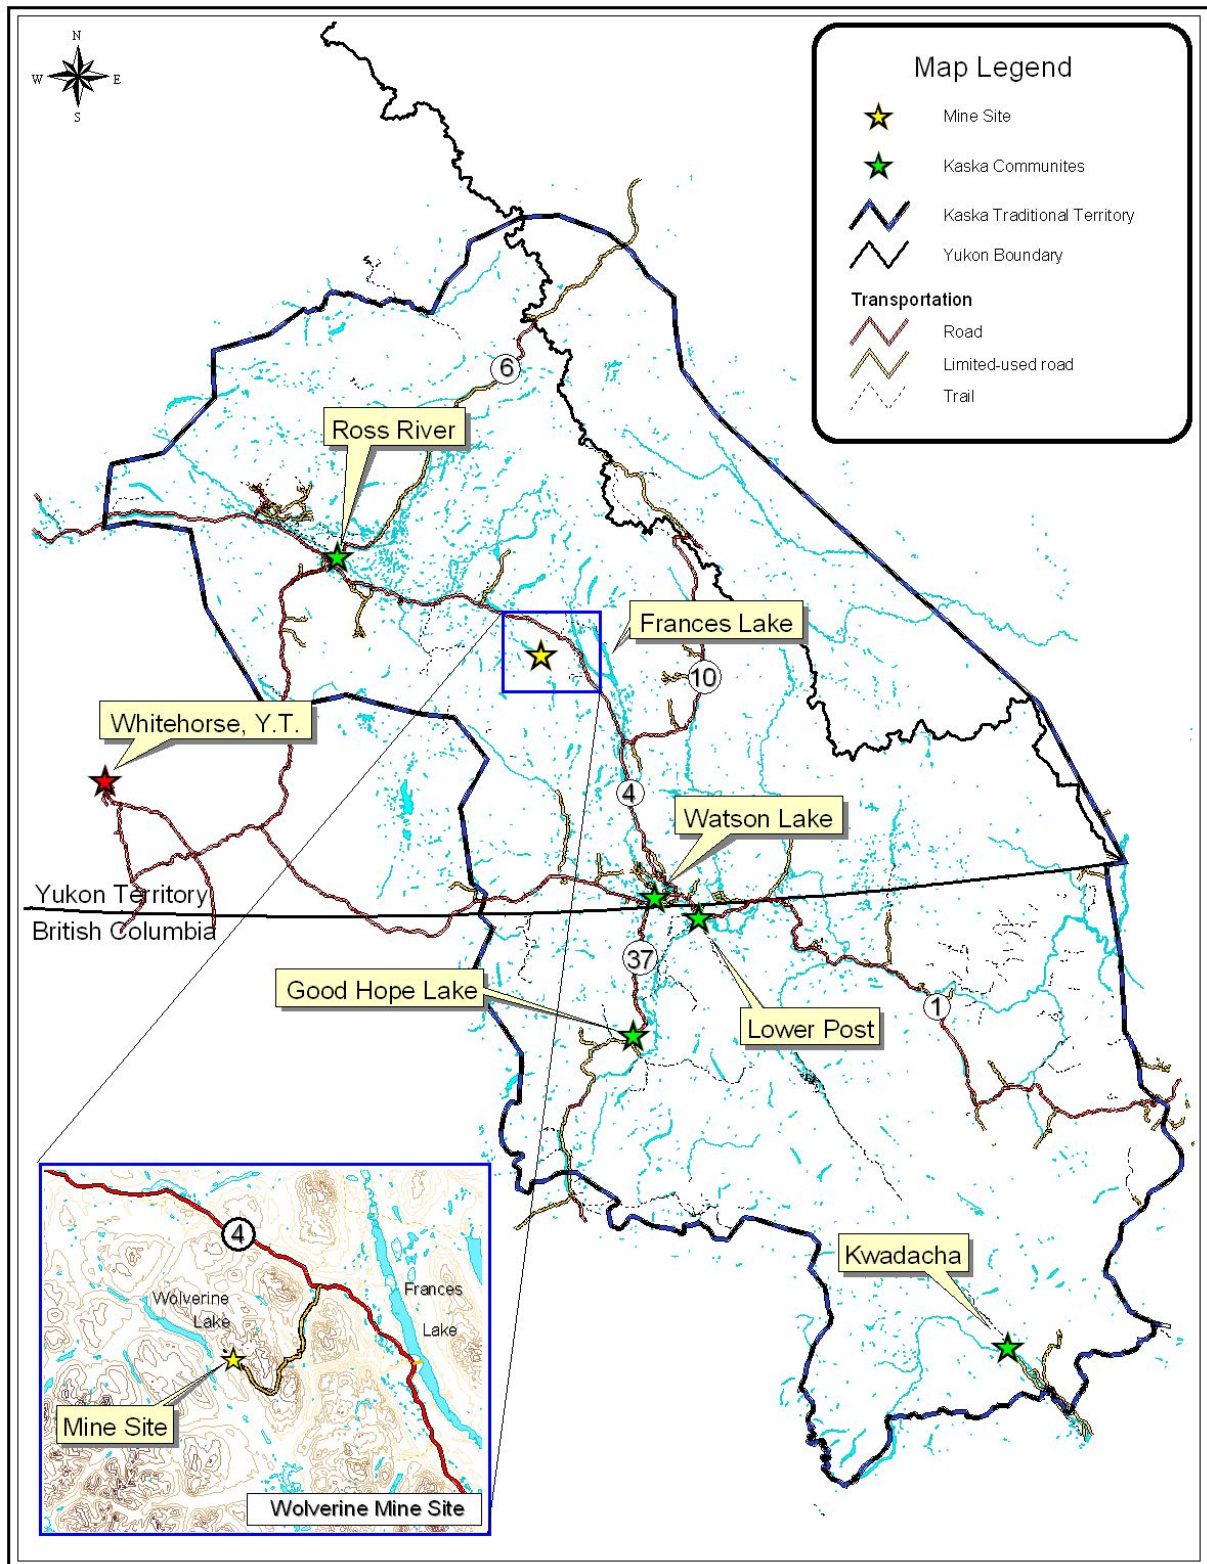 N
W E
S
Map Legend
Mine Site
Kaska Communites
Kaska Traditional Territory
Yukon Boundary
Transportation
Road
Limited-used road
Trail
6
Ross River
Frances Lake
10
Whitehorse, Y.T.
4
Watson Lake
Yukon Territory
British Columbia
37
Good Hope Lake
1
Lower Post
Kwadacha
4
Wolverine
Lake
Frances
Lake
Mine Site
Wolverine Mine Site